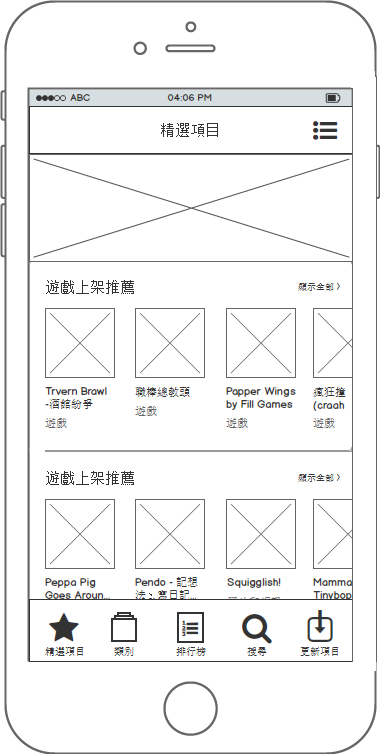 ABC 04:06 PM
精選項目
遊戲上架推薦 顯示全部
Trvern Brawl 職棒總教頭 Papper Wings 瘋狂撞
-酒館紛爭 by Fill Games (craah
遊戲 遊戲 遊戲 遊戲
遊戲上架推薦 顯示全部
Peppa Pig Pendo - 記想 Squigglish! Mamma
Goes Aroun... 法：寫日記... Tinybop
精選項目 類別 排行榜 搜尋 更新項目